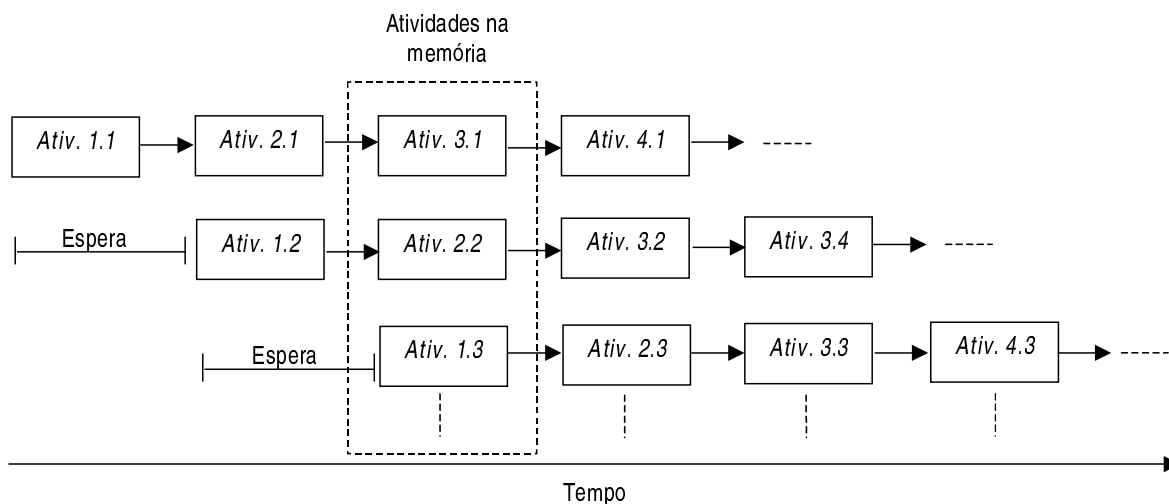 Atividades na
memória
Ativ. 1.1
Ativ. 2.1
Ativ. 3.1
Ativ. 4.1
Espera
Ativ. 1.2
Ativ. 2.2
Ativ. 3.2
Ativ. 3.4
Espera
Ativ. 1.3
Ativ. 2.3
Ativ. 3.3
Ativ. 4.3
Tempo